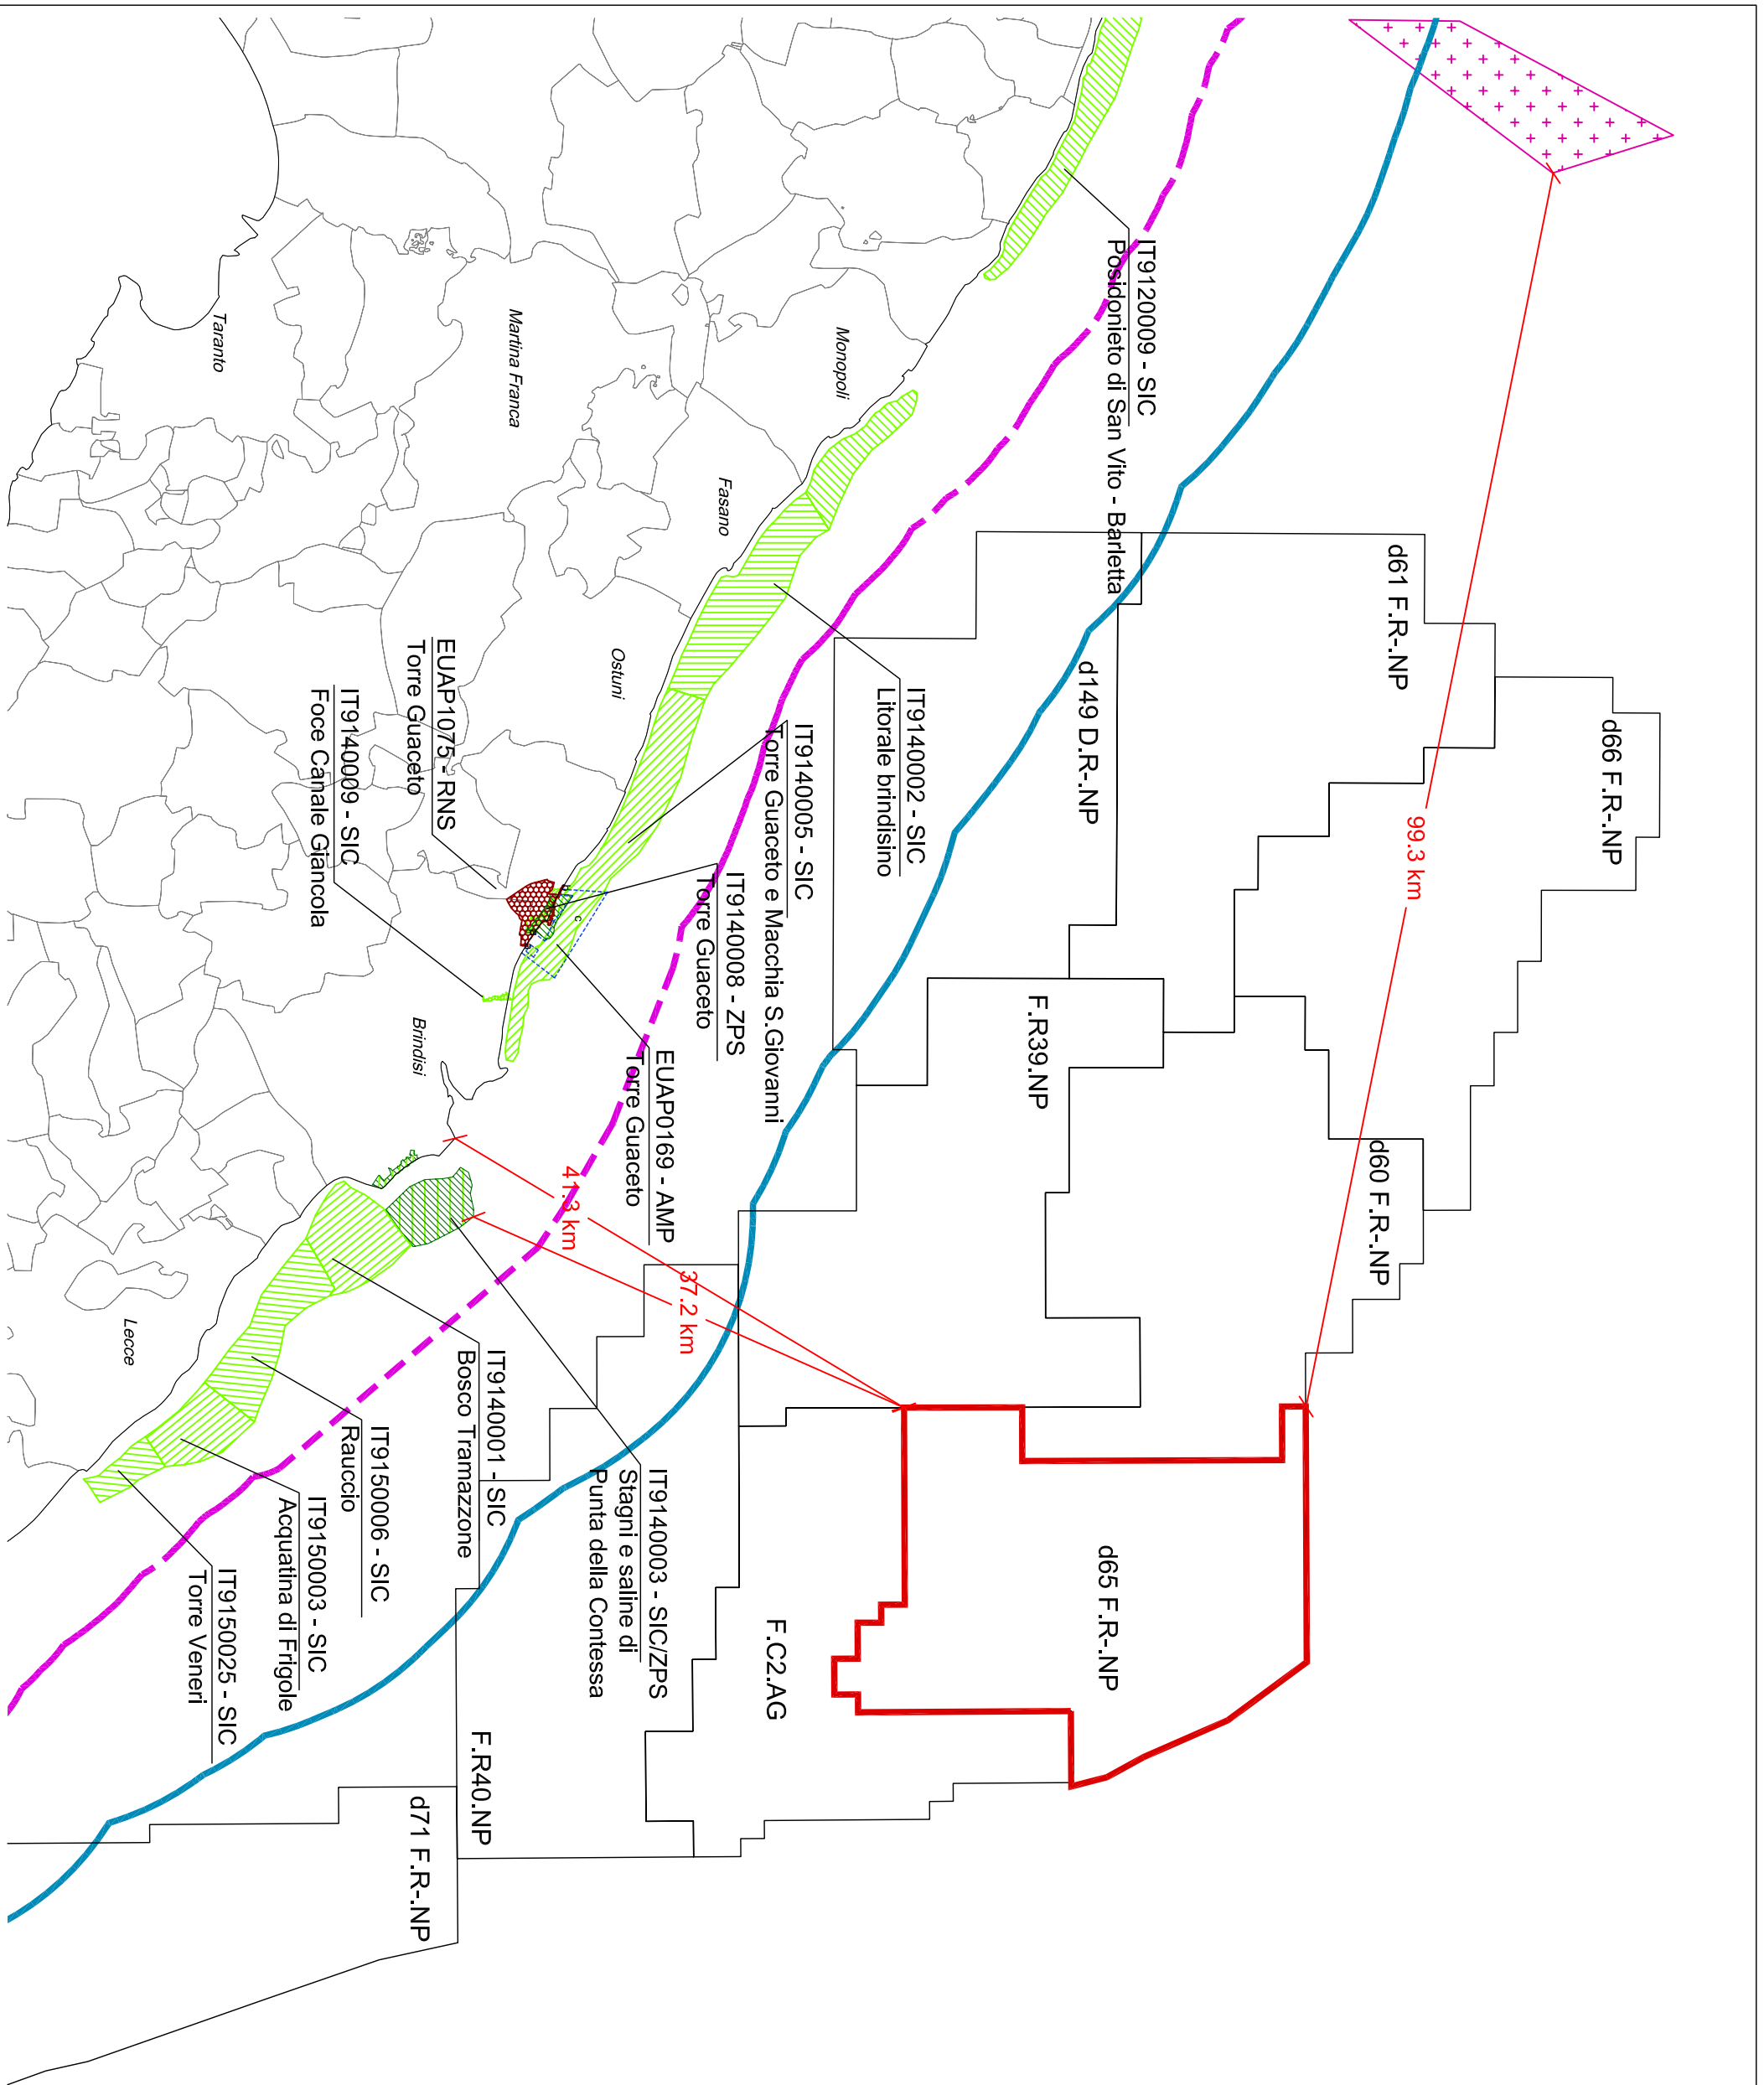 IT9120009 - SIC
Posidonieto di San Vito - Barletta
d61 F.R-.NP
d66 F.R-.NP
99.3 km
d149 D.R-.NP
IT9140002 - SIC
Litorale brindisino
IT9140005 - SIC
Torre Guaceto e Macchia S.Giovanni
IT9140008 - ZPS
Torre Guaceto
EUAP1075 - RNS
Torre Guaceto
IT9140009 - SIC
Foce Canale Giancola
EUAP0169 - AMP
Torre Guaceto
F.R39.NP
d60 F.R-.NP
41.3 km
37.2 km
IT9140001 - SIC
Bosco Tramazzone
IT9140003 - SIC/ZPS
Stagni e saline di
Punta della Contessa
IT9150006 - SIC
Rauccio
IT9150003 - SIC
Acquatina di Frigole
IT9150025 - SIC
Torre Veneri
d65 F.R-.NP
F.C2.AG
F.R40.NP
d71 F.R-.NP
Monopoli
Martina Franca
Taranto
Fasano
Ostuni
Brindisi
Lecce
c